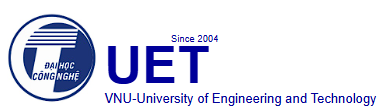 ĐẠI HỌC
CÔNG NGHỆ
Since 2004
UET
VNU-University of Engineering and Technology